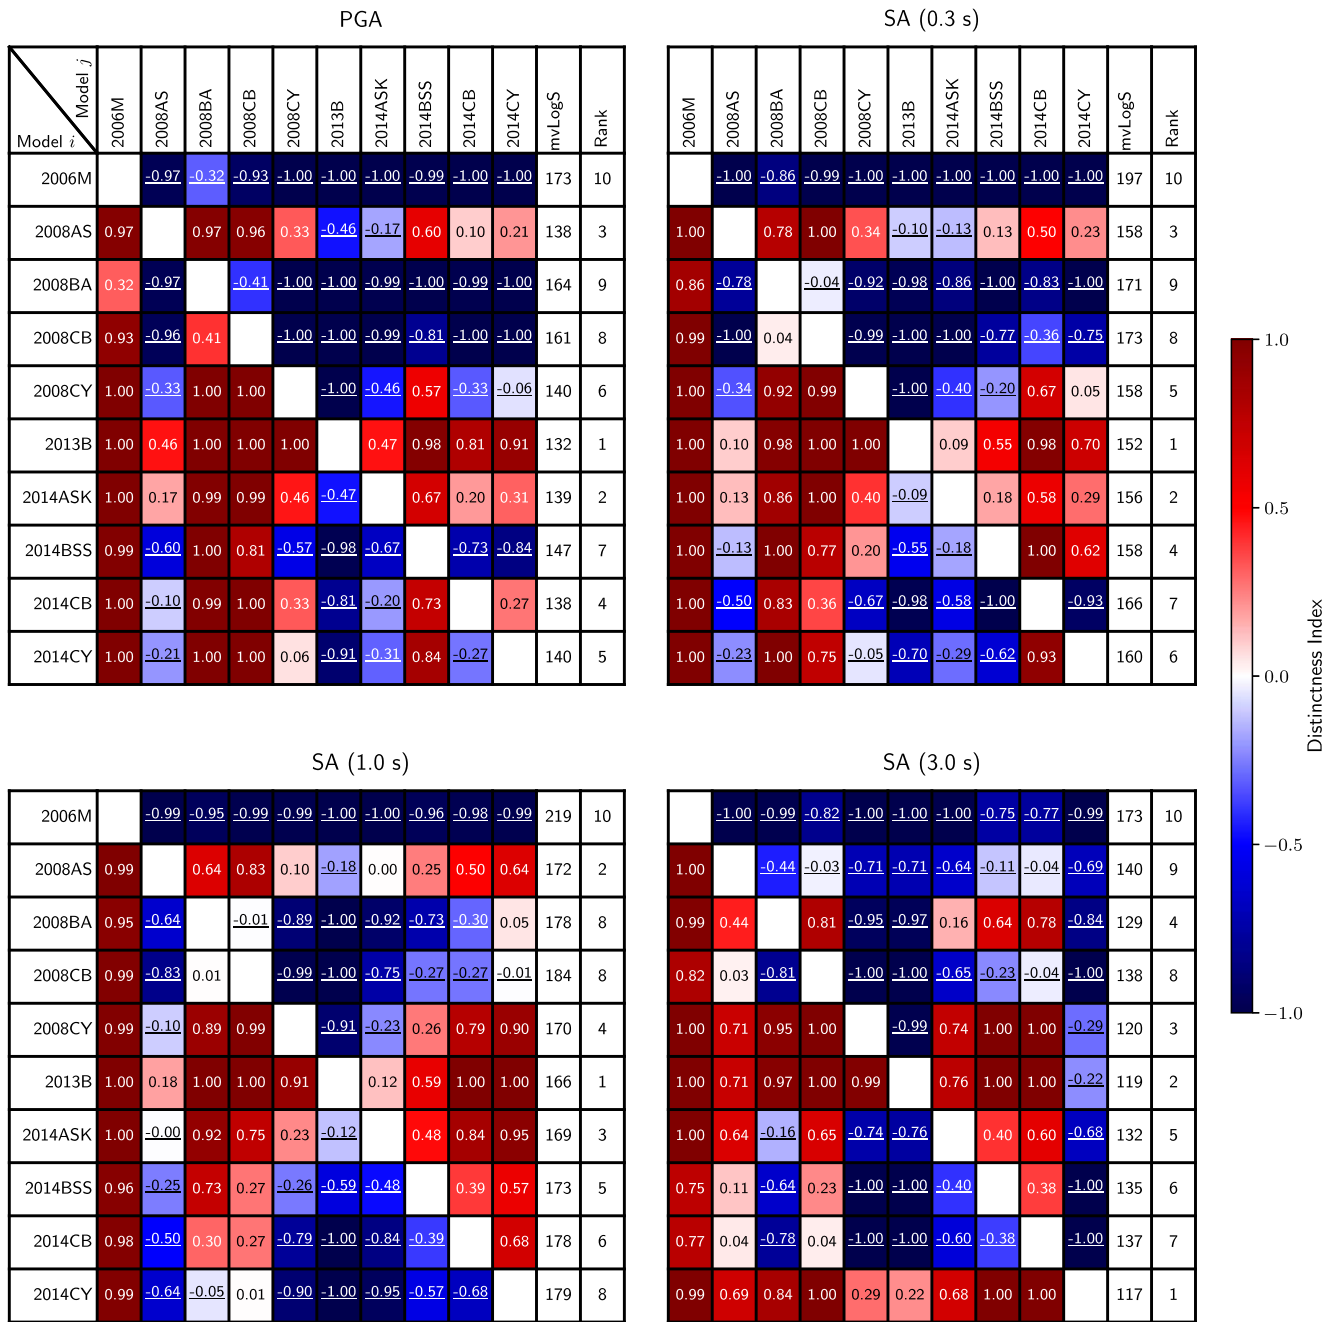 PGA
Model i Model j 2006M 2008AS 2008BA 2008CB 2008CY 2013B 2014ASK 2014BSS 2014CB 2014CY mvLogS Rank
2006M -0.97 -0.32 -0.93 -1.00 -1.00 -1.00 -0.99 -1.00 -1.00 173 10
2008AS 0.97 0.97 0.96 0.33 -0.46 -0.17 0.60 0.10 0.21 138 3
2008BA 0.32 -0.97 -0.41 -1.00 -1.00 -0.99 -1.00 -0.99 -1.00 164 9
2008CB 0.93 -0.96 0.41 -1.00 -1.00 -0.99 -0.81 -1.00 -1.00 161 8
2008CY 1.00 -0.33 1.00 1.00 -1.00 -0.46 0.57 -0.33 -0.06 140 6
2013B 1.00 0.46 1.00 1.00 1.00 0.47 0.98 0.81 0.91 132 1
2014ASK 1.00 0.17 0.99 0.99 0.46 -0.47 0.67 0.20 0.31 139 2
2014BSS 0.99 -0.60 1.00 0.81 -0.57 -0.98 -0.67 -0.73 -0.84 147 7
2014CB 1.00 -0.10 0.99 1.00 0.33 -0.81 -0.20 0.73 0.27 138 4
2014CY 1.00 -0.21 1.00 1.00 0.06 -0.91 -0.31 0.84 -0.27 140 5
SA (0.3 s)
2006M 2008AS 2008BA 2008CB 2008CY 2013B 2014ASK 2014BSS 2014CB 2014CY mvLogS Rank
-1.00 -0.86 -0.99 -1.00 -1.00 -1.00 -1.00 -1.00 -1.00 197 10
1.00 0.78 1.00 0.34 -0.10 -0.13 0.13 0.50 0.23 158 3
0.86 -0.78 -0.04 -0.92 -0.98 -0.86 -1.00 -0.83 -1.00 171 9
0.99 -1.00 0.04 -0.99 -1.00 -1.00 -0.77 -0.36 -0.75 173 8
1.00 -0.34 0.92 0.99 -1.00 -0.40 -0.20 0.67 0.05 158 5
1.00 0.10 0.98 1.00 1.00 0.09 0.55 0.98 0.70 152 1
1.00 0.13 0.86 1.00 0.40 -0.09 0.18 0.58 0.29 156 2
1.00 -0.13 1.00 0.77 0.20 -0.55 -0.18 1.00 0.62 158 4
1.00 -0.50 0.83 0.36 -0.67 -0.98 -0.58 -1.00 -0.93 166 7
1.00 -0.23 1.00 0.75 -0.05 -0.70 -0.29 -0.62 0.93 160 6
SA (1.0 s)
2006M -0.99 -0.95 -0.99 -0.99 -1.00 -1.00 -0.96 -0.98 -0.99 219 10
2008AS 0.99 0.64 0.83 0.10 -0.18 0.00 0.25 0.50 0.64 172 2
2008BA 0.95 -0.64 -0.01 -0.89 -1.00 -0.92 -0.73 -0.30 0.05 178 8
2008CB 0.99 -0.83 0.01 -0.99 -1.00 -0.75 -0.27 -0.27 -0.01 184 8
2008CY 0.99 -0.10 0.89 0.99 -0.91 -0.23 0.26 0.79 0.90 170 4
2013B 1.00 0.18 1.00 1.00 0.91 0.12 0.59 1.00 1.00 166 1
2014ASK 1.00 -0.00 0.92 0.75 0.23 -0.12 0.48 0.84 0.95 169 3
2014BSS 0.96 -0.25 0.73 0.27 -0.26 -0.59 -0.48 0.39 0.57 173 5
2014CB 0.98 -0.50 0.30 0.27 -0.79 -1.00 -0.84 -0.39 0.68 178 6
2014CY 0.99 -0.64 -0.05 0.01 -0.90 -1.00 -0.95 -0.57 -0.68 179 8
SA (3.0 s)
-1.00 -0.99 -0.82 -1.00 -1.00 -1.00 -0.75 -0.77 -0.99 173 10
1.00 -0.44 -0.03 -0.71 -0.71 -0.64 -0.11 -0.04 -0.69 140 9
0.99 0.44 0.81 -0.95 -0.97 0.16 0.64 0.78 -0.84 129 4
0.82 0.03 -0.81 -1.00 -1.00 -0.65 -0.23 -0.04 -1.00 138 8
1.00 0.71 0.95 1.00 -0.99 0.74 1.00 1.00 -0.29 120 3
1.00 0.71 0.97 1.00 0.99 0.76 1.00 1.00 -0.22 119 2
1.00 0.64 -0.16 0.65 -0.74 -0.76 0.40 0.60 -0.68 132 5
0.75 0.11 -0.64 0.23 -1.00 -1.00 -0.40 0.38 -1.00 135 6
0.77 0.04 -0.78 0.04 -1.00 -1.00 -0.60 -0.38 -1.00 137 7
0.99 0.69 0.84 1.00 0.29 0.22 0.68 1.00 1.00 117 1
1.0
0.5
0.0
−0.5
−1.0
Distinctness Index